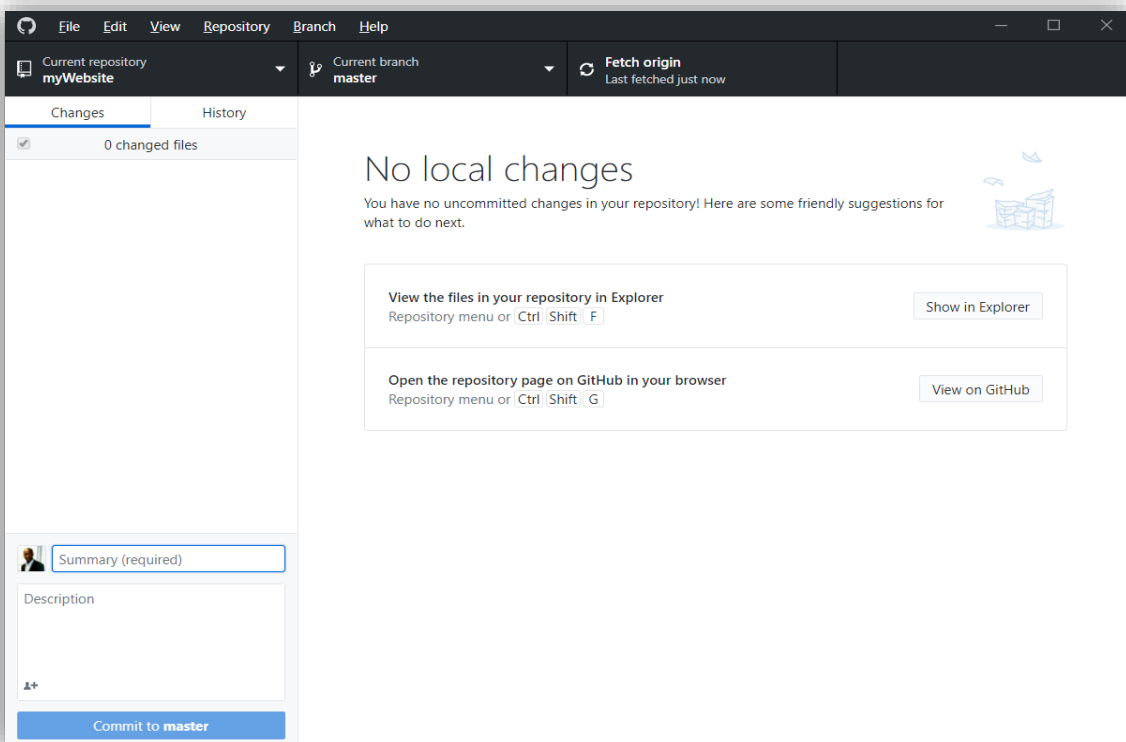 File Edit View Repository Branch Help
Current repository
myWebsite
Current branch
master
Fetch origin
Last fetched just now
Changes
History
0 changed files
No local changes
You have no uncommitted changes in your repository! Here are some friendly suggestions for
what to do next.
View the files in your repository in Explorer
Repository menu or Ctrl Shift F
Show in Explorer
Open the repository page on GitHub in your browser
Repository menu or Ctrl Shift G
View on GitHub
Summary (required)
Description
Commit to master